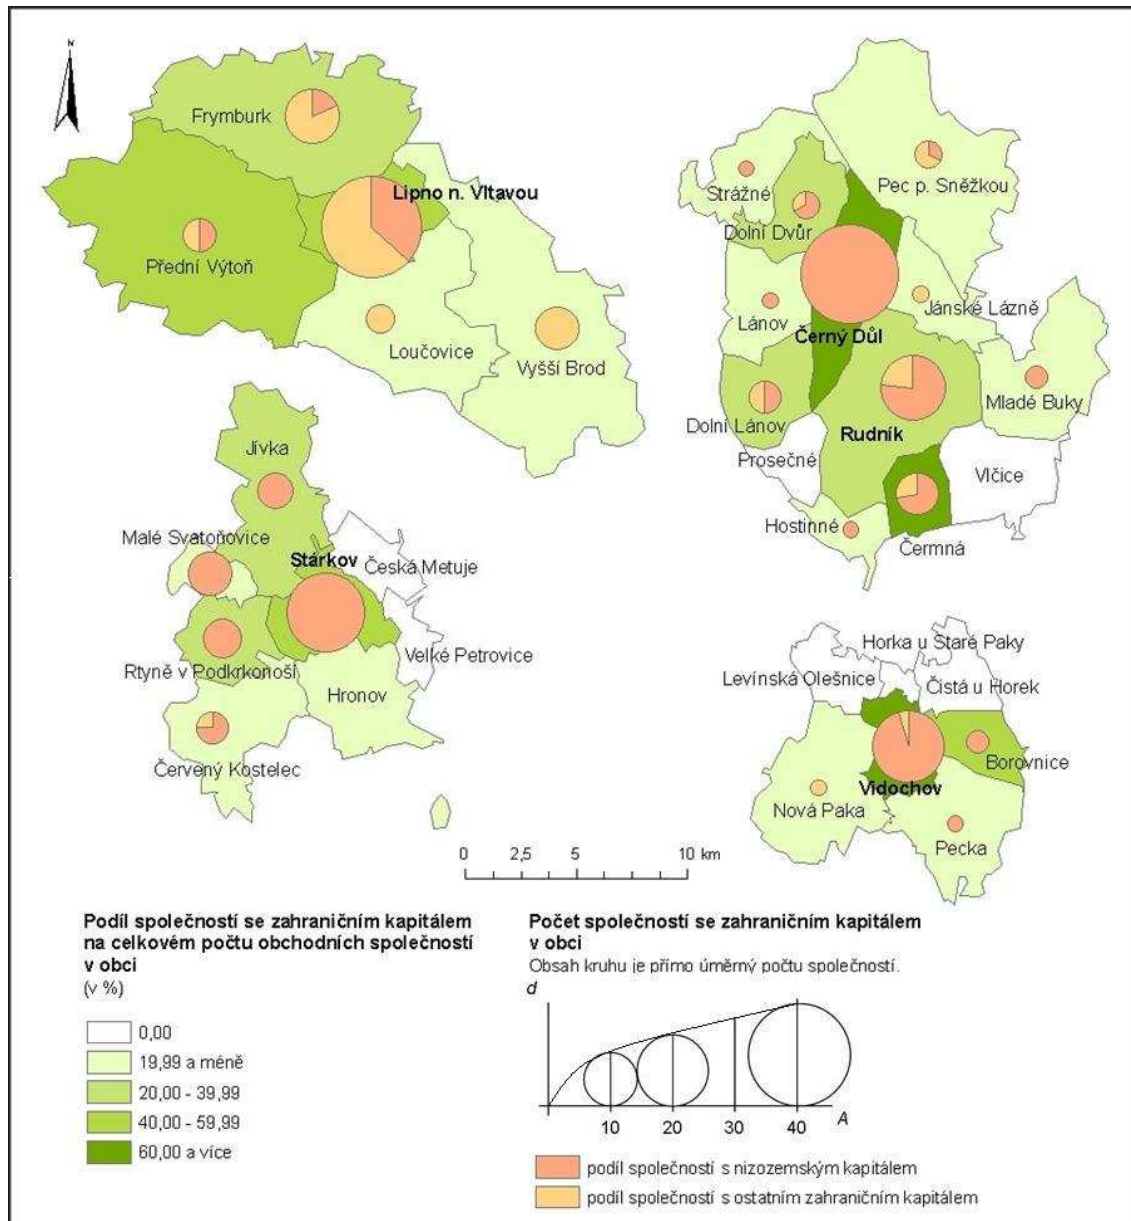 N
Frymburk
Lipno n. Vltavou
Přední Výtoň
Loučovice
Vyšší Brod
Strážné
Pec p. Sněžkou
Dolní Dvůr
Lánov
Jánské Lázně
Černý Důl
Mladé Buky
Dolní Lánov
Rudník
Prosečné
Vlčice
Hostinné
Čermná
Jívka
Malé Svatoňovice
Stárkov
Česká Metuje
Velké Petrovice
Rtyně v Podkrkonoší
Hronov
Červený Kostelec
Horka u Staré Paky
Levínská Olešnice
Čistá u Horek
Borovnice
Vidochov
Nová Paka
Pecka
0 2,5 5 10 km
Podíl společností se zahraničním kapitálem
na celkovém počtu obchodních společností
v obci
(v %)
0,00
19,99 a méně
20,00 - 39,99
40,00 - 59,99
60,00 a více
Počet společností se zahraničním kapitálem
v obci
Obsah kruhu je přímo úměrný počtu společností.
d
10 20 30 40 A
podíl společností s nizozemským kapitálem
podíl společností s ostatním zahraničním kapitálem